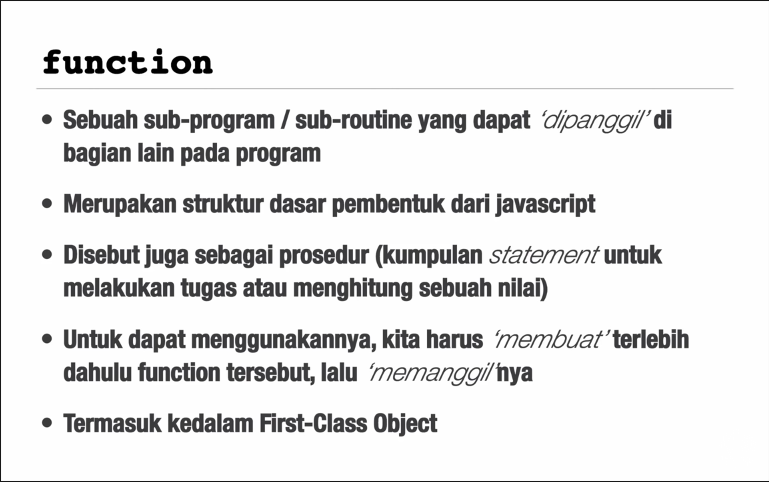 function
• Sebuah sub-program / sub-routine yang dapat ‘dipanggil’ di
bagian lain pada program
• Merupakan struktur dasar pembentuk dari javascript
• Disebut juga sebagai prosedur (kumpulan statement untuk
melakukan tugas atau menghitung sebuah nilai)
• Untuk dapat menggunakannya, kita harus ‘membuat’ terlebih
dahulu function tersebut, lalu ‘memanggil’nya
• Termasuk kedalam First-Class Object